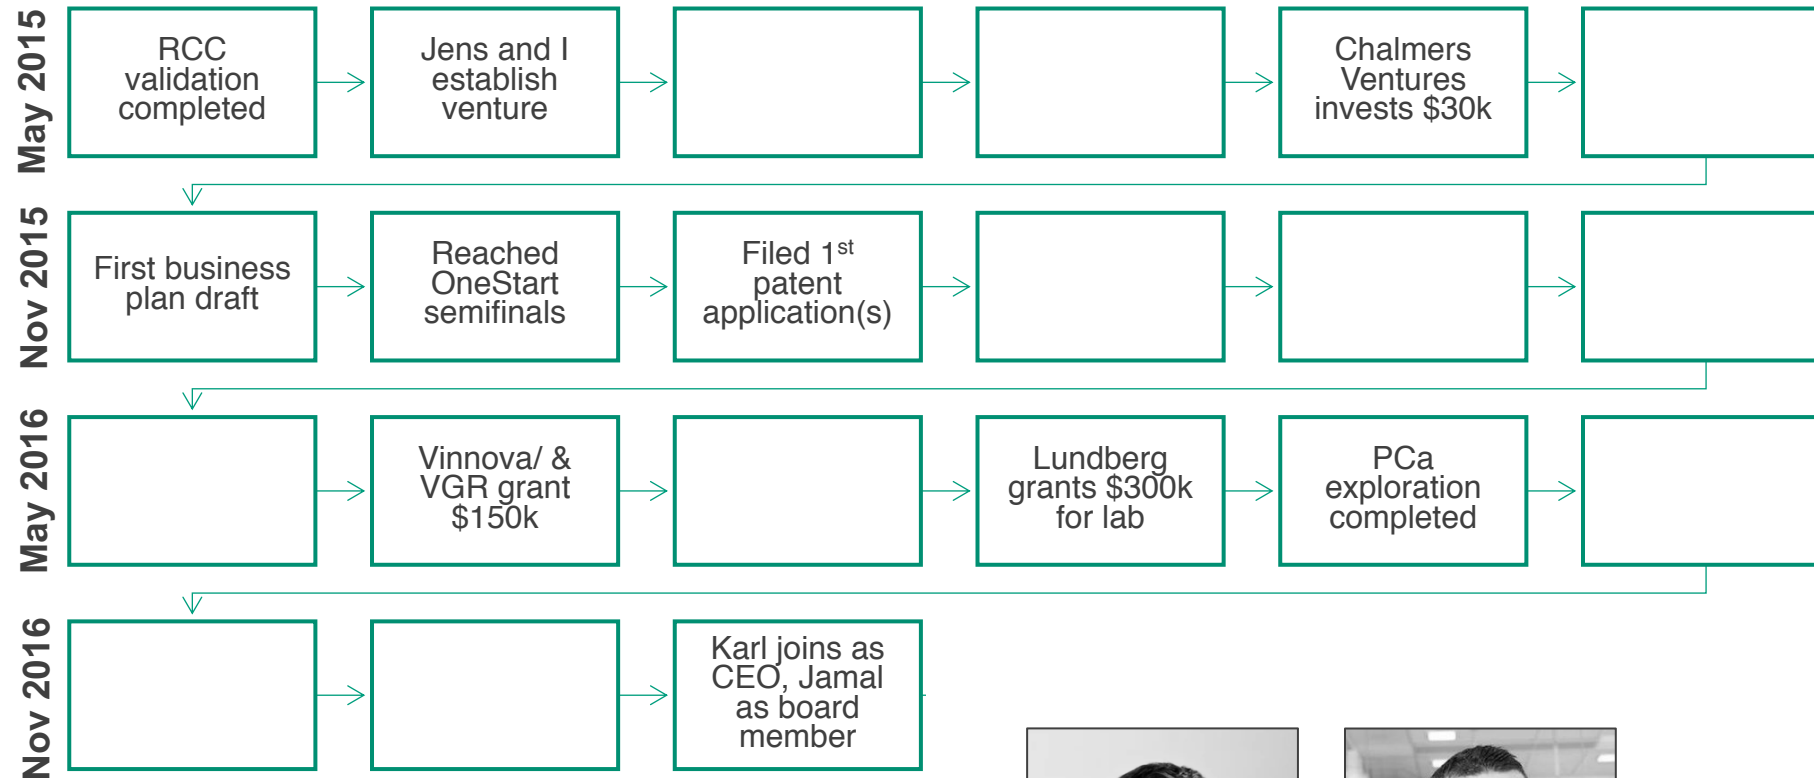 May 2015
RCC
validation
completed
Jens and I
establish
venture
Chalmers
Ventures
invests $30k
Nov 2015
First business
plan draft
Reached
OneStart
semifinals
Filed 1st
patent
application(s)
May 2016
Vinnova/ &
VGR grant
$150k
Lundberg
grants $300k
for lab
PCa
exploration
completed
Nov 2016
Karl joins as
CEO, Jamal
as board
member